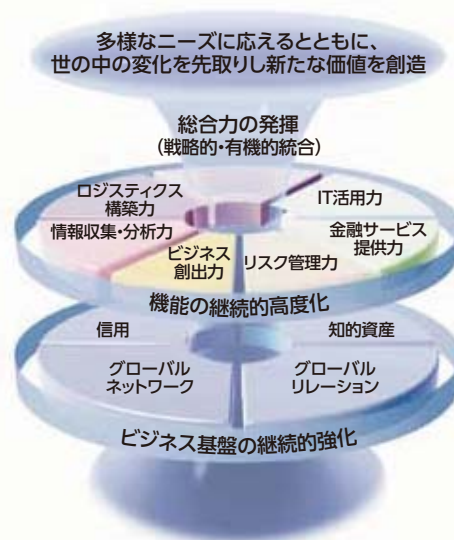 多様なニーズに応えるとともに、
世の中の変化を先取りし新たな価値を創造
総合力の発揮
(戦略的・有機的統合)
ロジスティクス
構築力
IT活用力
情報収集・分析力
金融サービス
提供力
ビジネス
創出力
リスク管理力
機能の継続的高度化
信用
知的資産
グローバル
ネットワーク
グローバル
リレーション
ビジネス基盤の継続的強化